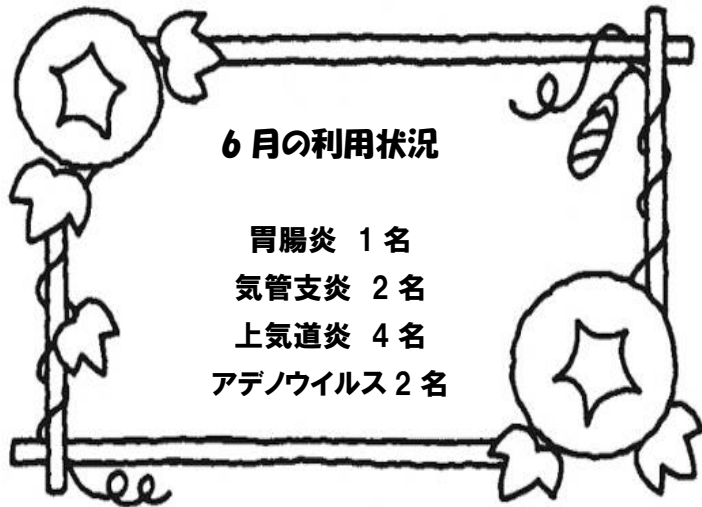 6月の利用状況
胃腸炎 1名
気管支炎 2名
上気道炎 4名
アデノウイルス2名